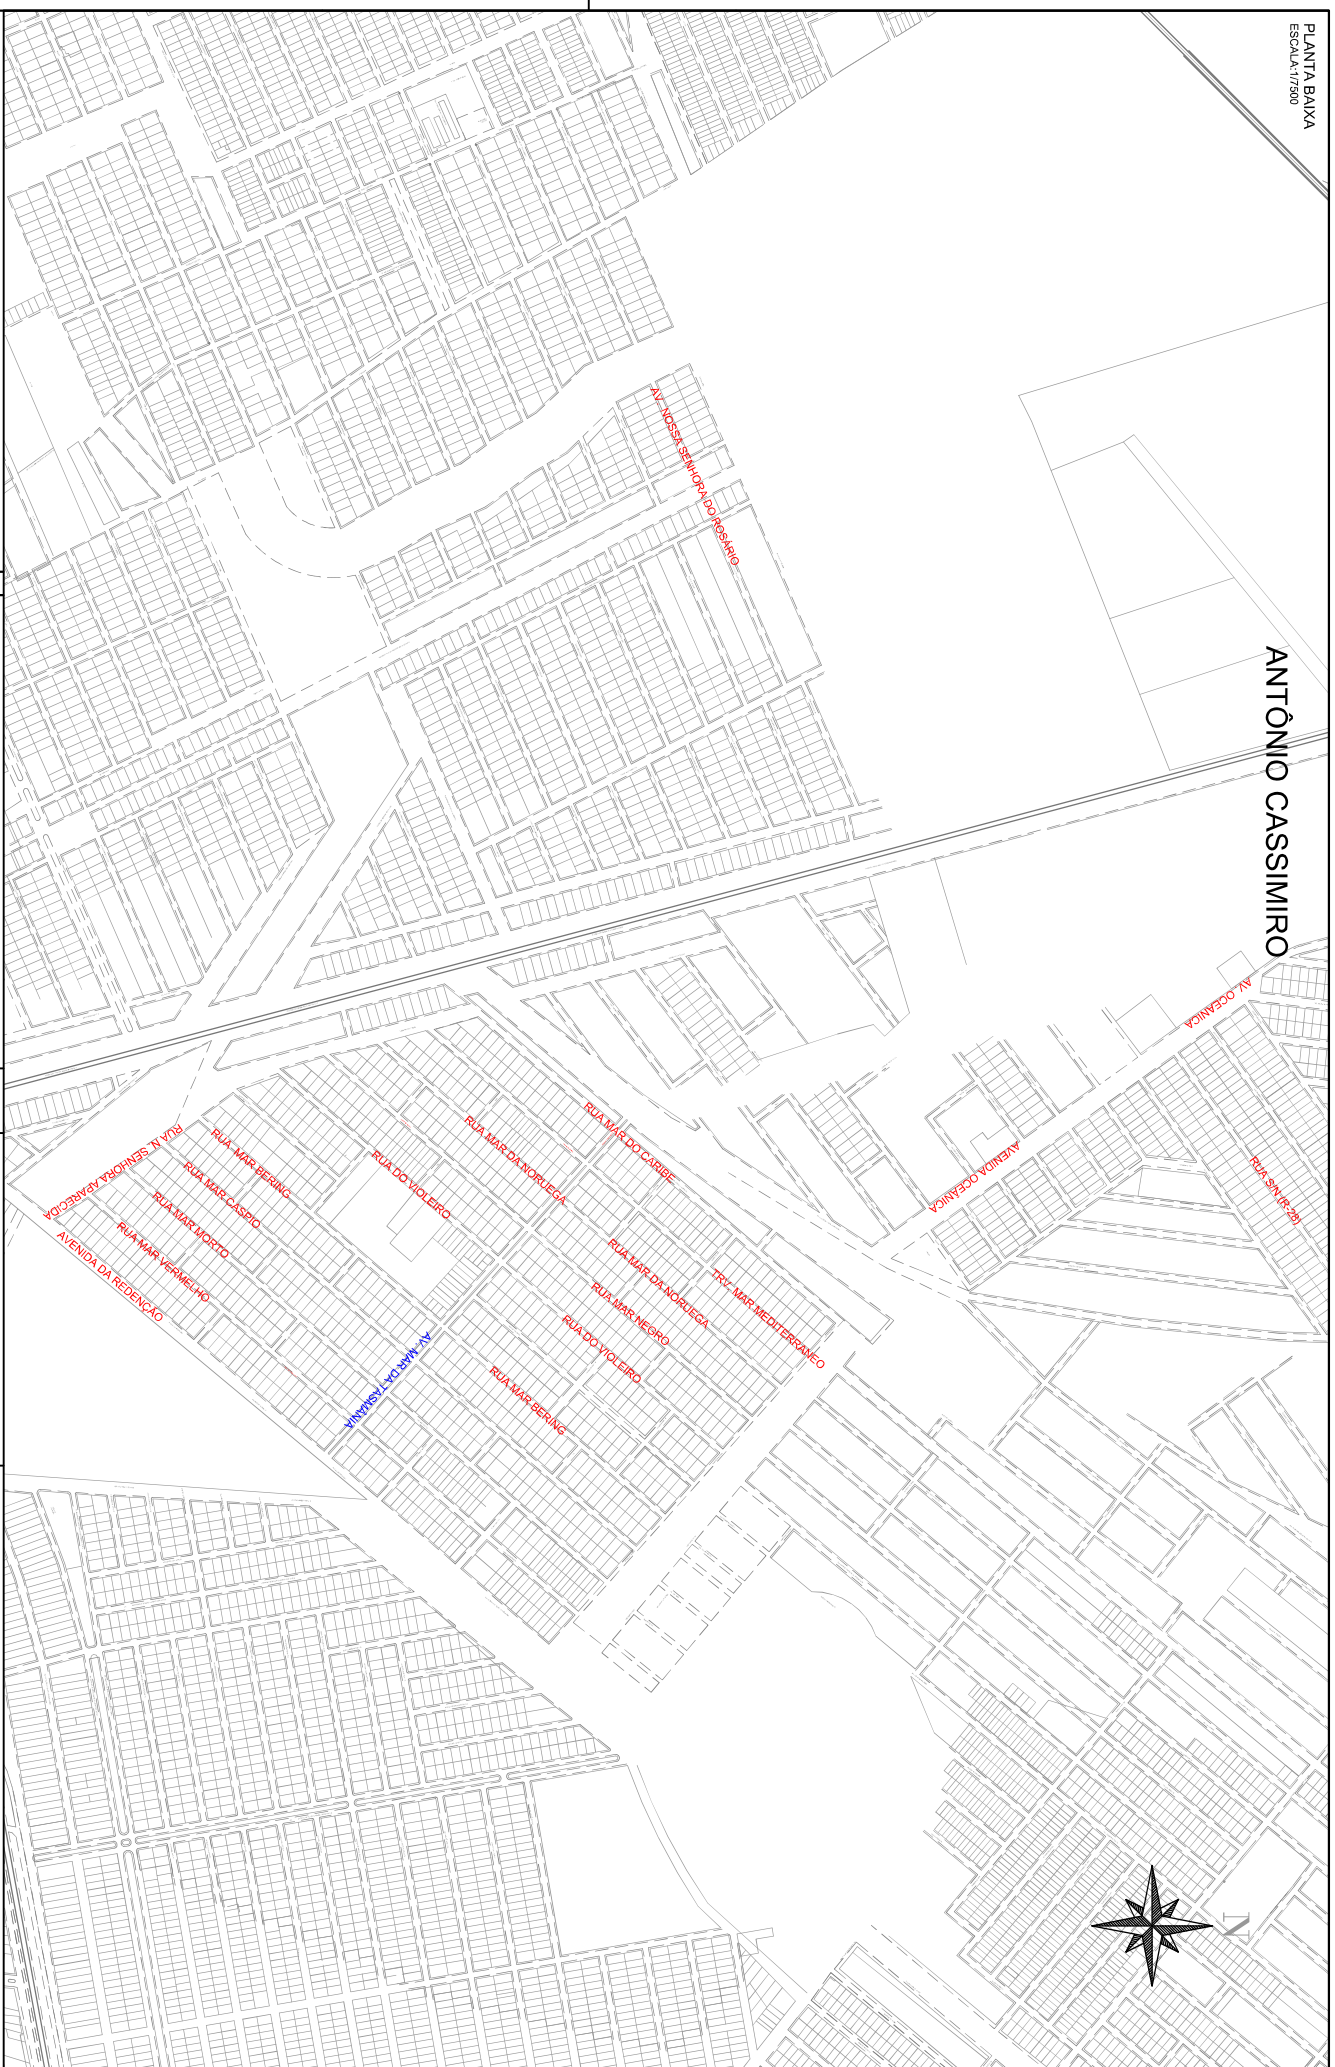 PLANTA BAIXA
ESCALA:1/7500
ANTÔNIO CASSIMIRO
N
AV. OCEÂNICA
RUA S/N (R-28)
AVENIDA OCEÂNICA
AV. NOSSA SENHORA DO ROSÁRIO
RUA MAR DO CARIBE
TRV. MAR MEDITERRANEO
RUA MAR DA NORUEGA
RUA MAR DA NORUEGA
RUA MAR NEGRO
RUA DO VIOLEIRO
RUA DO VIOLEIRO
RUA MAR BERING
RUA MAR BERING
RUA MAR CASPIO
RUA MAR MORTO
RUA MAR VERMELHO
AV. MAR DA TASMÂNIA
RUA N. SENHORA APARECIDA
AVENIDA DA REDENÇÃO